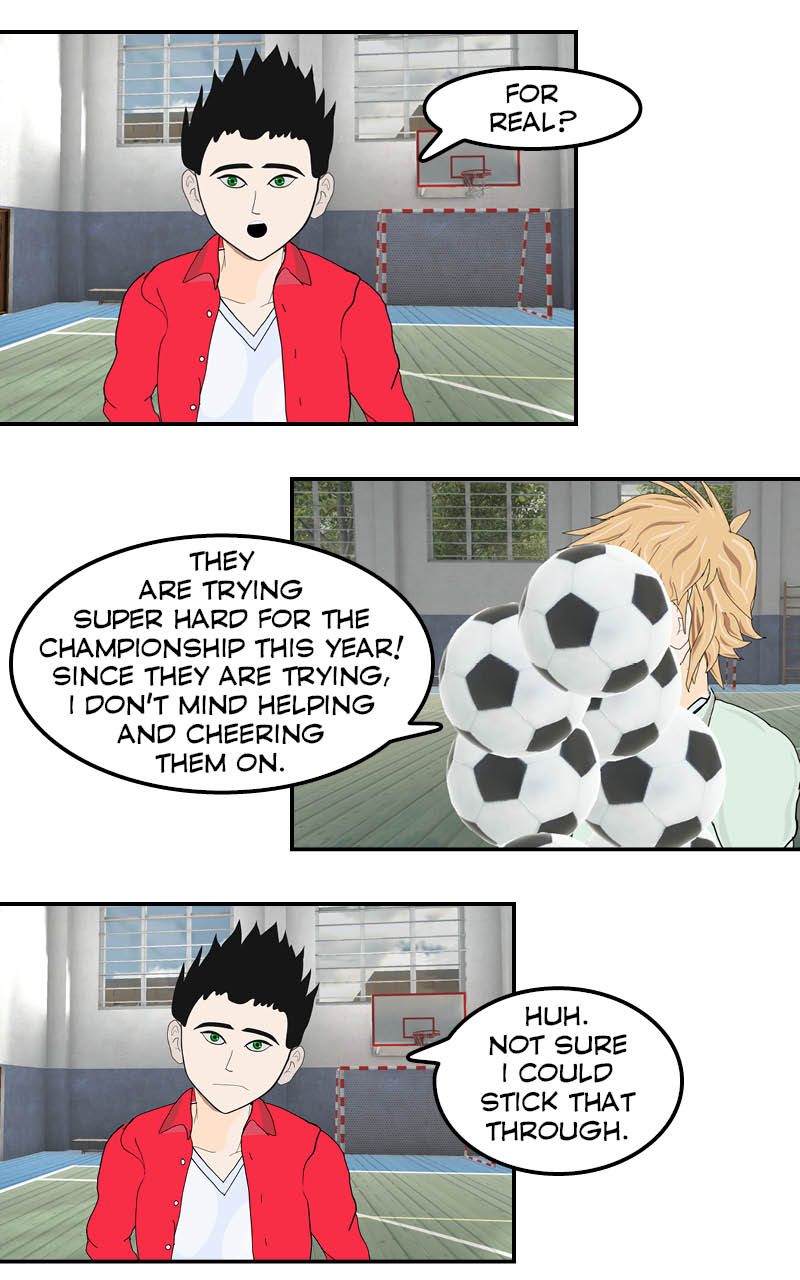 FOR
REAL?
THEY
ARE TRYING
SUPER HARD FOR THE
CHAMPIONSHIP THIS YEAR!
SINCE THEY ARE TRYING,
I DON'T MIND HELPING
AND CHEERING
THEM ON.
HUH.
NOT SURE
I COULD
STICK THAT
THROUGH.